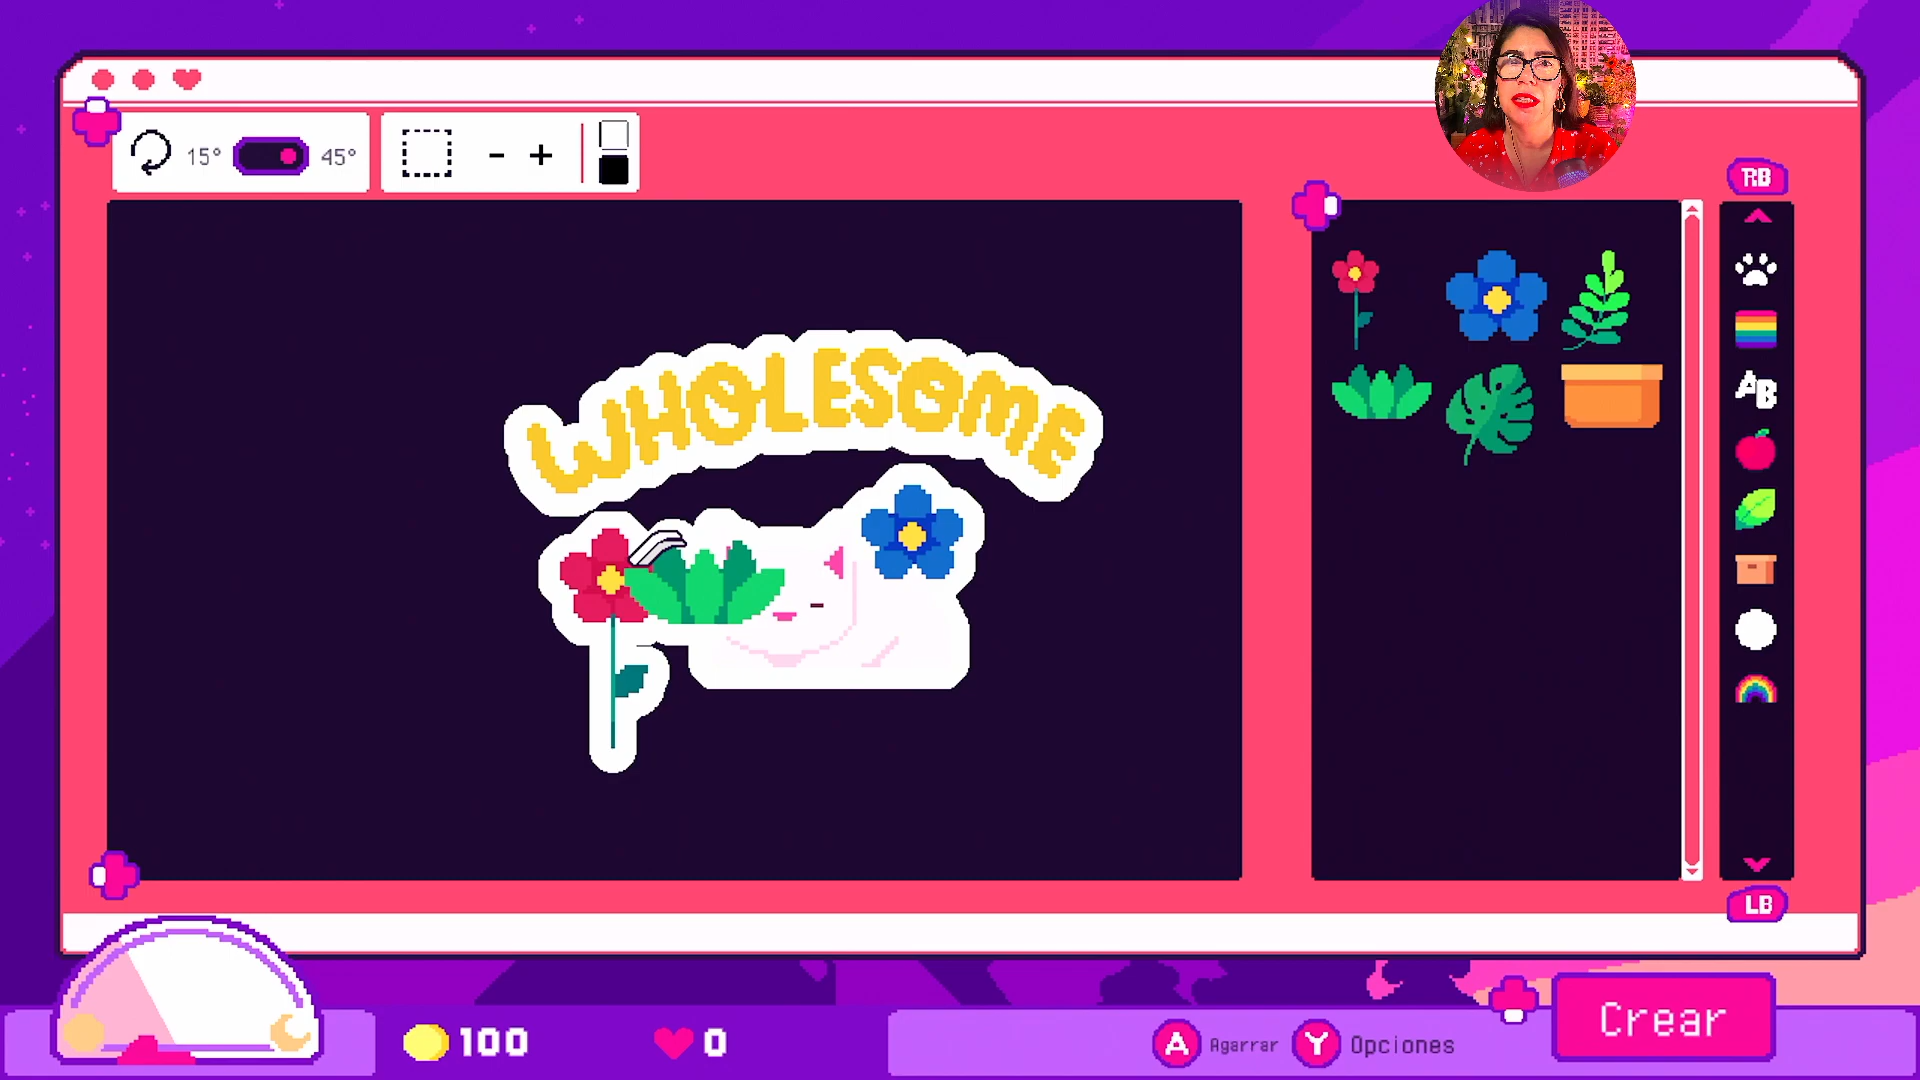 RB
15° 45° - +
AB
WHOLESOME
LB
100 0
A Agarrar Y Opciones
Crear